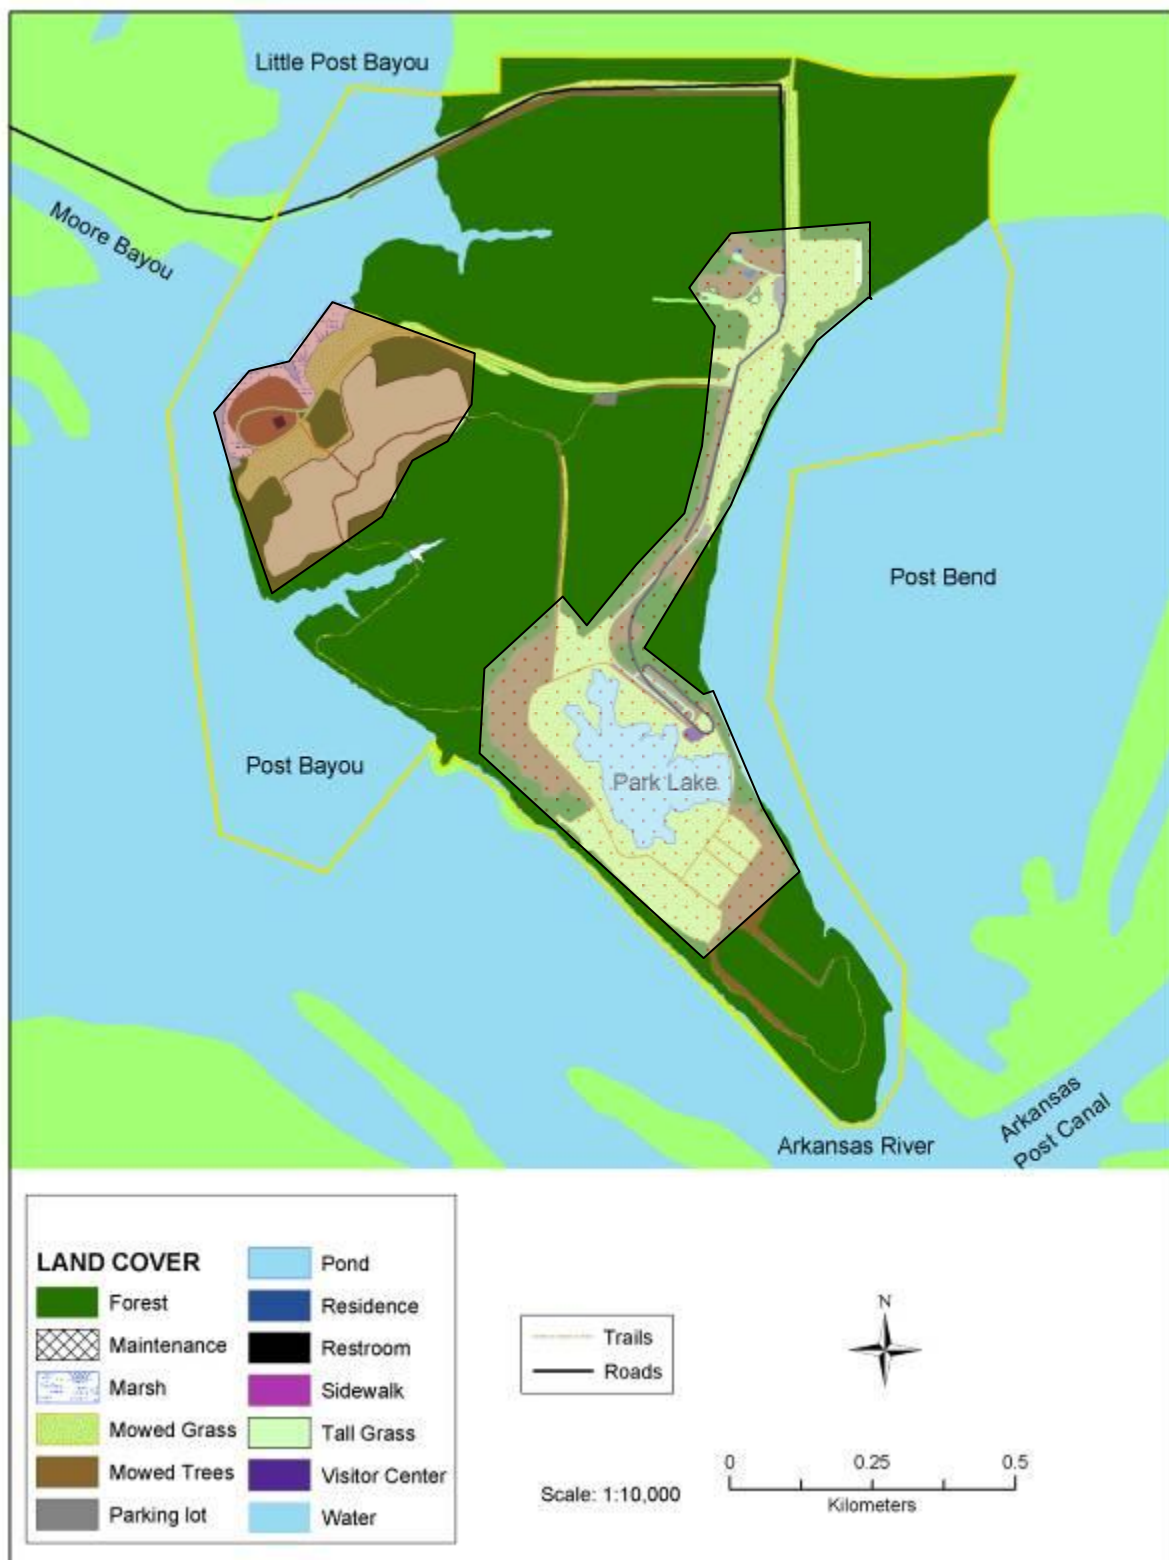 Little Post Bayou
Moore Bayou
Post Bend
Post Bayou
Park Lake
Arkansas
Post Canal
Arkansas River
LAND COVER
Forest
Maintenance
Marsh
Mowed Grass
Mowed Trees
Parking lot
Pond
Residence
Restroom
Sidewalk
Tall Grass
Visitor Center
Water
Trails
Roads
Scale: 1:10,000
N
0 0.25 0.5
Kilometers